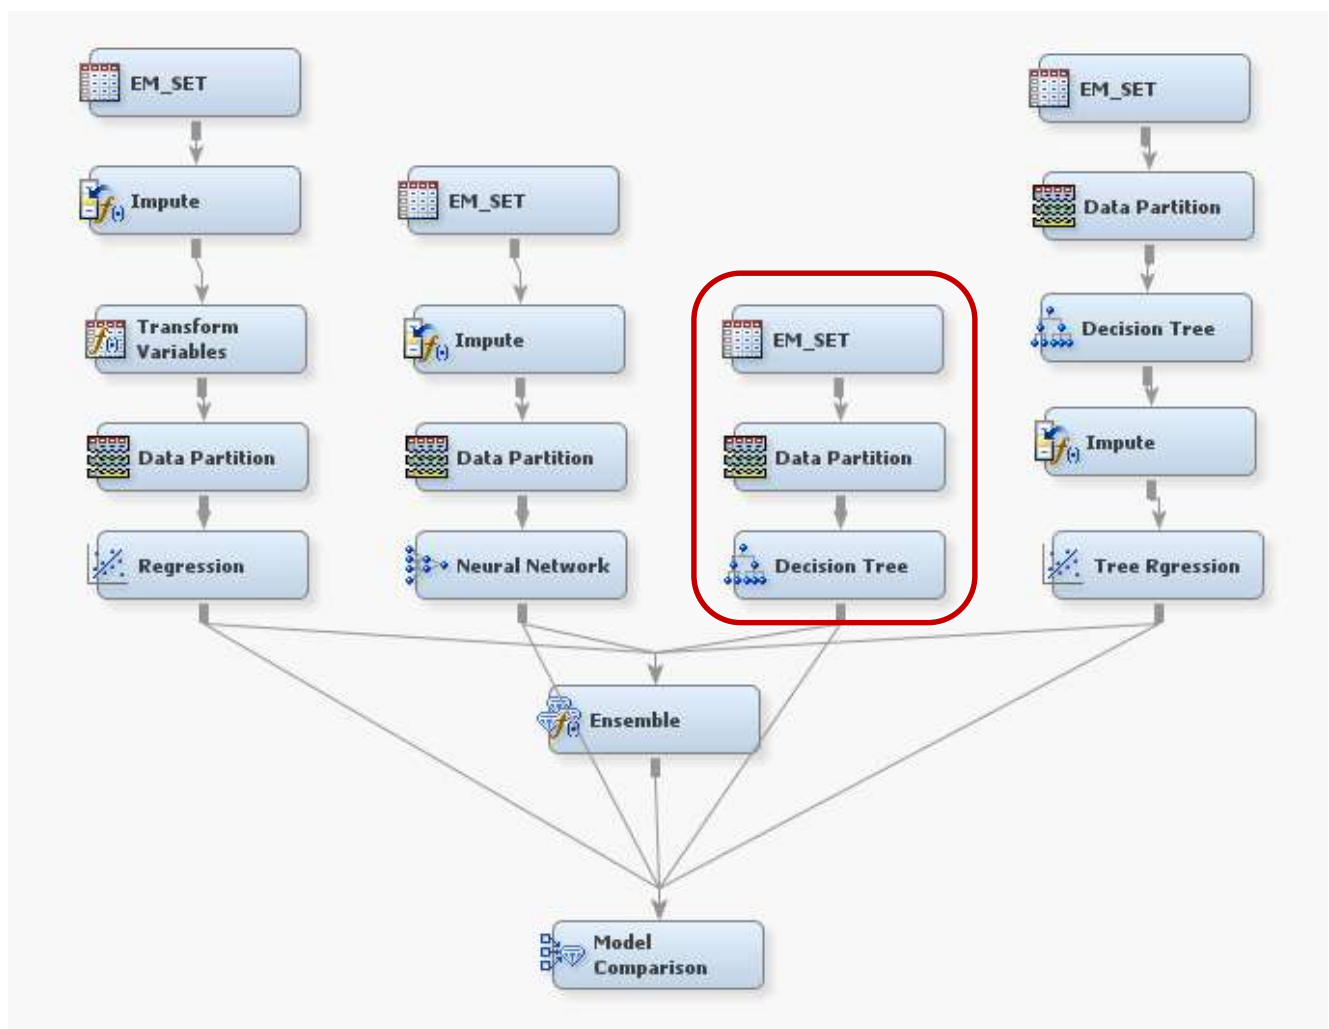 EM_SET
Impute
Transform
Variables
Data Partition
Regression
EM_SET
Impute
Data Partition
Neural Network
EM_SET
Data Partition
Decision Tree
EM_SET
Data Partition
Decision Tree
Impute
Tree Rgression
Ensemble
Model
Comparison